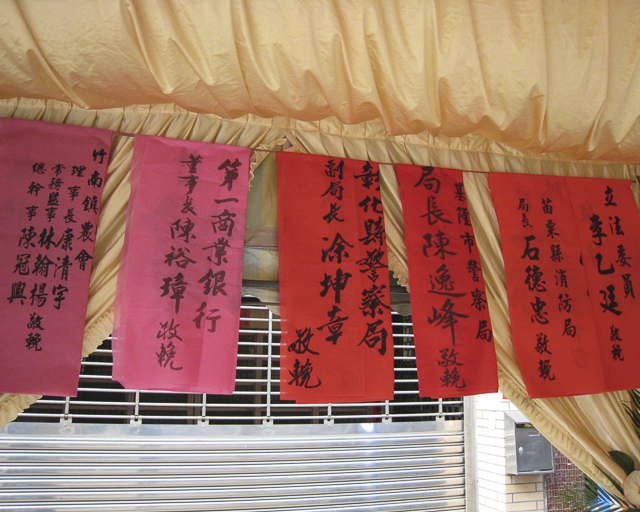 立法委員
李乙廷 敬輓
苗栗縣消防局
局長 石德忠 敬輓
基隆市警察局
局長 陳逸峰 敬輓
彰化縣警察局
副局長 涂坤章 敬輓
第一商業銀行
董事長 陳裕璋 敬輓
竹南鎮農會
理事長 康清宇
常務監事 林翰楊 敬輓
總幹事 陳冠興